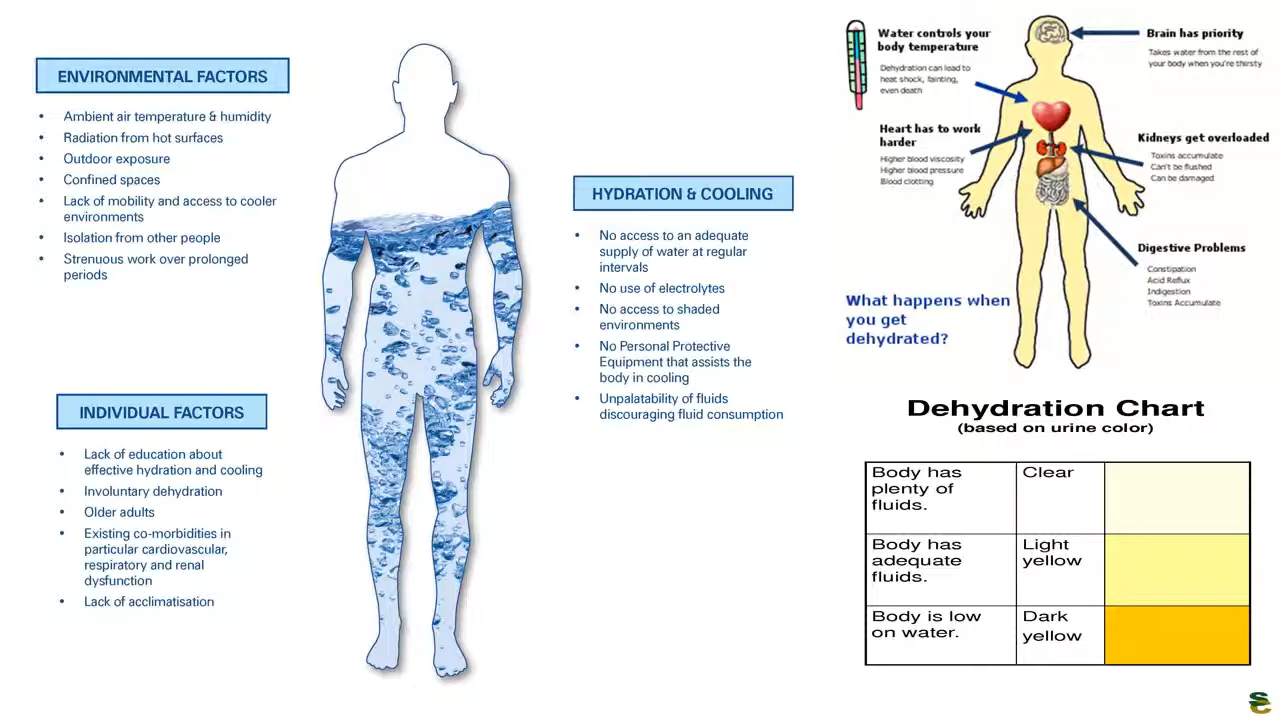 ENVIRONMENTAL FACTORS
• Ambient air temperature & humidity
• Radiation from hot surfaces
• Outdoor exposure
• Confined spaces
• Lack of mobility and access to cooler
environments
• Isolation from other people
• Strenuous work over prolonged
periods
INDIVIDUAL FACTORS
• Lack of education about
effective hydration and cooling
• Involuntary dehydration
• Older adults
• Existing co-morbidities in
particular cardiovascular,
respiratory and renal
dysfunction
• Lack of acclimatisation
HYDRATION & COOLING
• No access to an adequate
supply of water at regular
intervals
• No use of electrolytes
• No access to shaded
environments
• No Personal Protective
Equipment that assists the
body in cooling
• Unpalatability of fluids
discouraging fluid consumption
Water controls your
body temperature
Dehydration can lead to
heat shock, fainting,
even death
Heart has to work
harder
Higher blood viscosity
Higher blood pressure
Blood clotting
Brain has priority
Takes water from the rest of
your body when you're thirsty
Kidneys get overloaded
Toxins accumulate
Can't be flushed
Can be damaged
Digestive Problems
Constipation
Acid Reflux
Indigestion
Toxins Accumulate
What happens when
you get
dehydrated?
Dehydration Chart
(based on urine color)
Body has
plenty of
fluids.
Clear
Body has
adequate
fluids.
Light
yellow
Body is low
on water.
Dark
yellow
SC